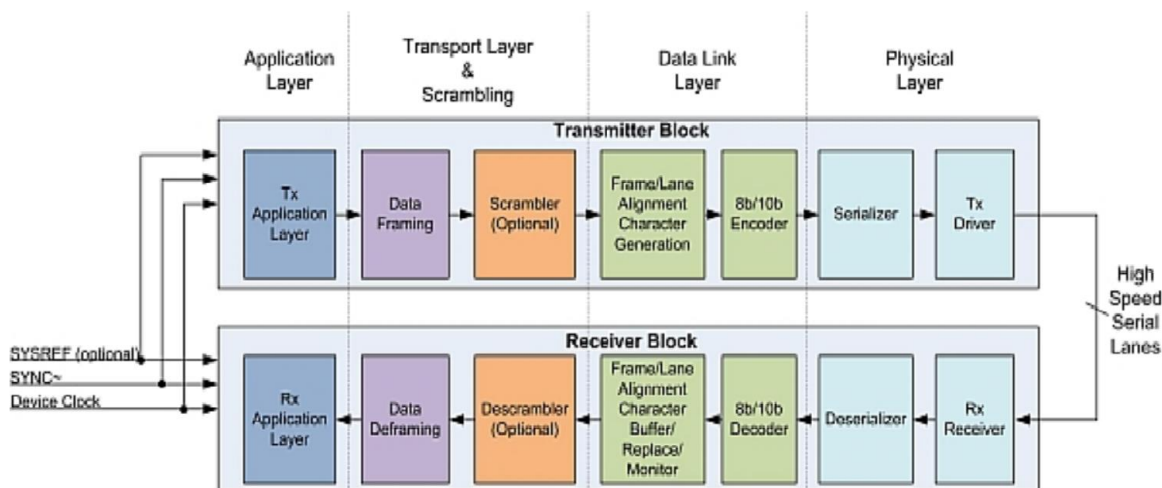 Application
Layer
Transport Layer
&
Scrambling
Data Link
Layer
Physical
Layer
Transmitter Block
Tx
Application
Layer
Data
Framing
Scrambler
(Optional)
Frame/Lane
Alignment
Character
Generation
8b/10b
Encoder
Serializer
Tx
Driver
High
Speed
Serial
Lanes
SYSREF (optional)
SYNC~
Device Clock
Receiver Block
Rx
Application
Layer
Data
Deframing
Descrambler
(Optional)
Frame/Lane
Alignment
Character
Buffer/
Replace/
Monitor
8b/10b
Decoder
Deserializer
Rx
Receiver